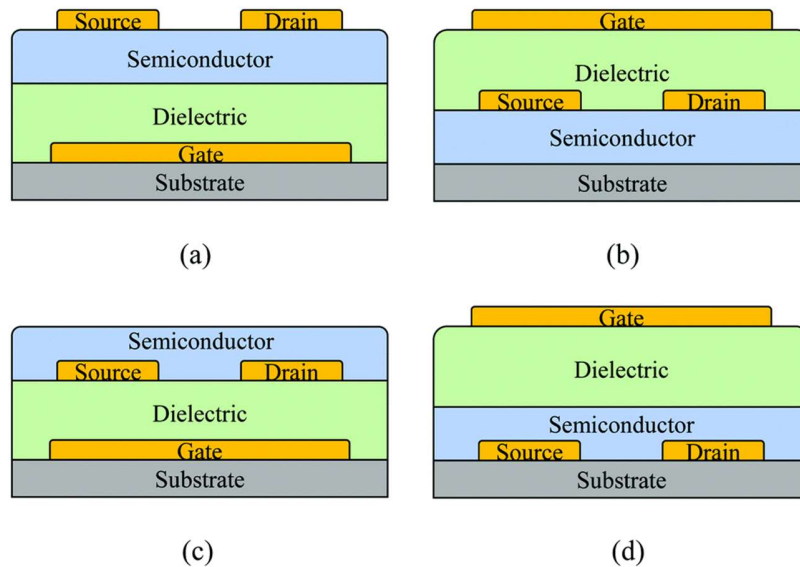 Source Drain
Semiconductor
Dielectric
Gate
Substrate
(a)
Gate
Dielectric
Source Drain
Semiconductor
Substrate
(b)
Semiconductor
Source Drain
Dielectric
Gate
Substrate
(c)
Gate
Dielectric
Semiconductor
Source Drain
Substrate
(d)